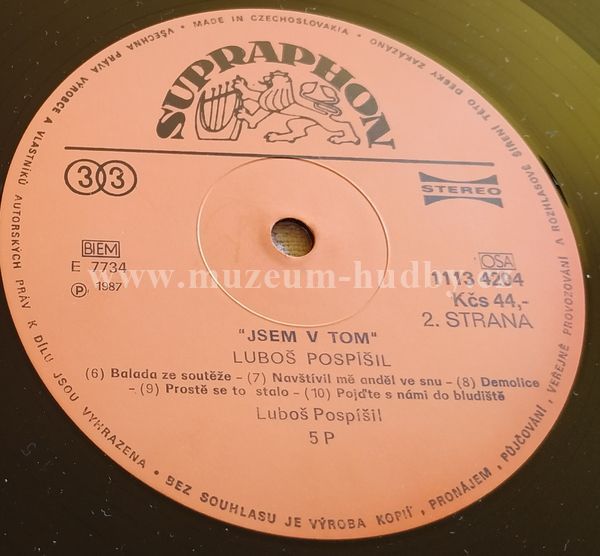 VŠECHNA PRÁVA VÝROBCE A VLASTNÍKŮ AUTORSKÝCH PRÁV K DÍLU JSOU VYHRAZENA • BEZ SOUHLASU JE VÝROBA KOPIÍ, PRONÁJEM, PŮJČOVÁNÍ, VEŘEJNÉ PROVOZOVÁNÍ A ROZHLASOVÉ ŠÍŘENÍ TÉTO DESKY ZAKÁZÁNO • MADE IN CZECHOSLOVAKIA •
SUPRAPHON
33
STEREO
BIEM
E 7734
Ⓟ 1987
OSA
1113 4204
Kčs 44,-
2. STRANA
www.muzeum-hudby.cz
"JSEM V TOM"
LUBOŠ POSPÍŠIL
(6) Balada ze soutěže - (7) Navštívil mě anděl ve snu - (8) Demolice
- (9) Prostě se to stalo - (10) Pojďte s námi do bludiště
Luboš Pospíšil
5 P